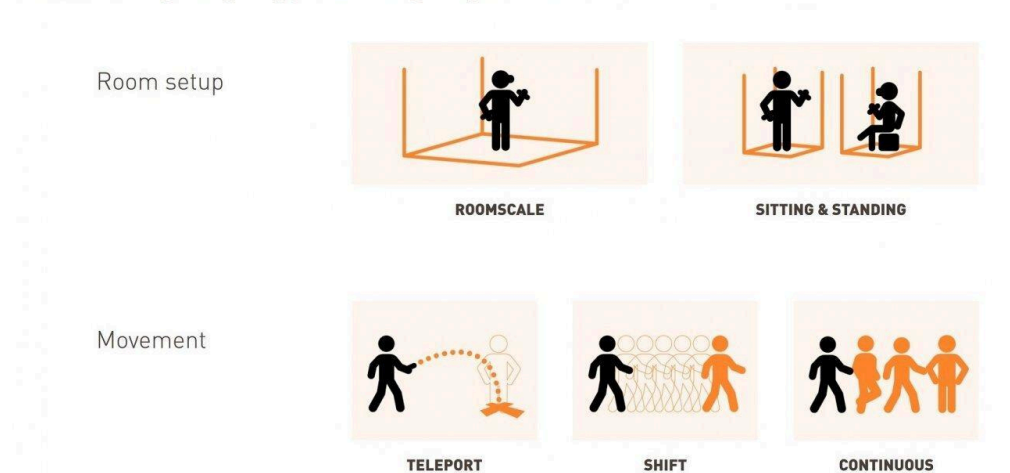 Room setup
ROOMSCALE
SITTING & STANDING
Movement
TELEPORT
SHIFT
CONTINUOUS